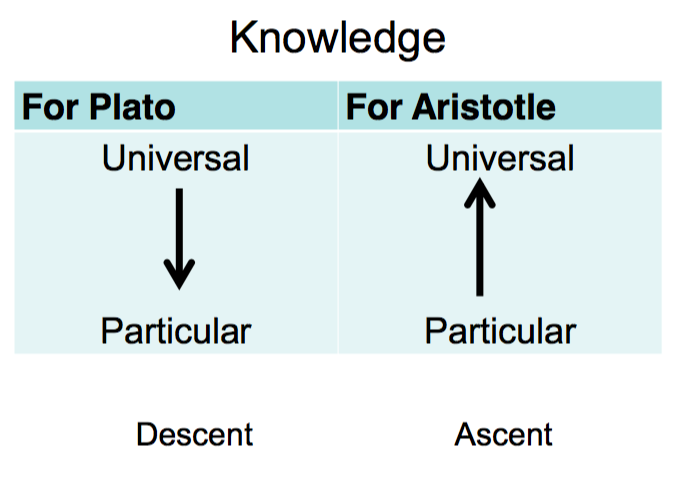 Knowledge
For Plato
For Aristotle
Universal
Universal
Particular
Particular
Descent
Ascent